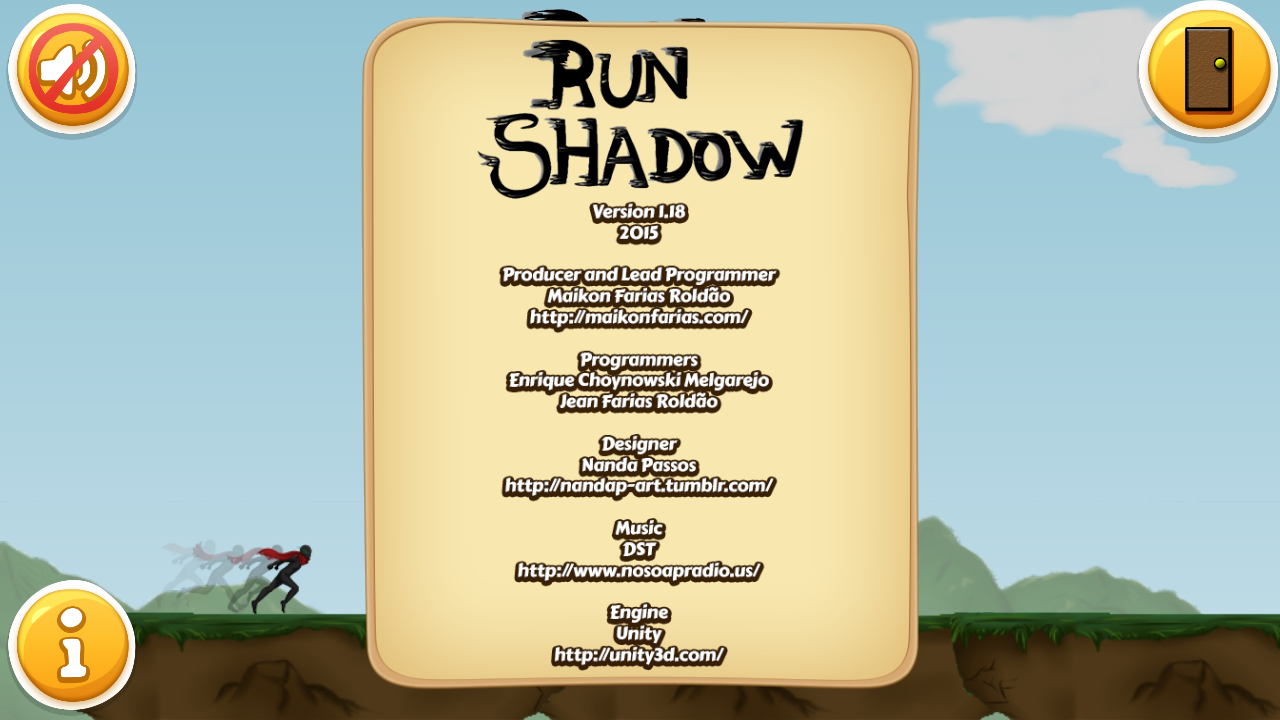 RUN
SHADOW
Version 1.18
2015
Producer and Lead Programmer
Maikon Farias Roldão
http://maikonfarias.com/
Programmers
Enrique Choynowski Melgarejo
Jean Farias Roldão
Designer
Nanda Passos
http://nandap-art.tumblr.com/
Music
DST
http://www.nosoapradio.us/
Engine
Unity
http://unity3d.com/